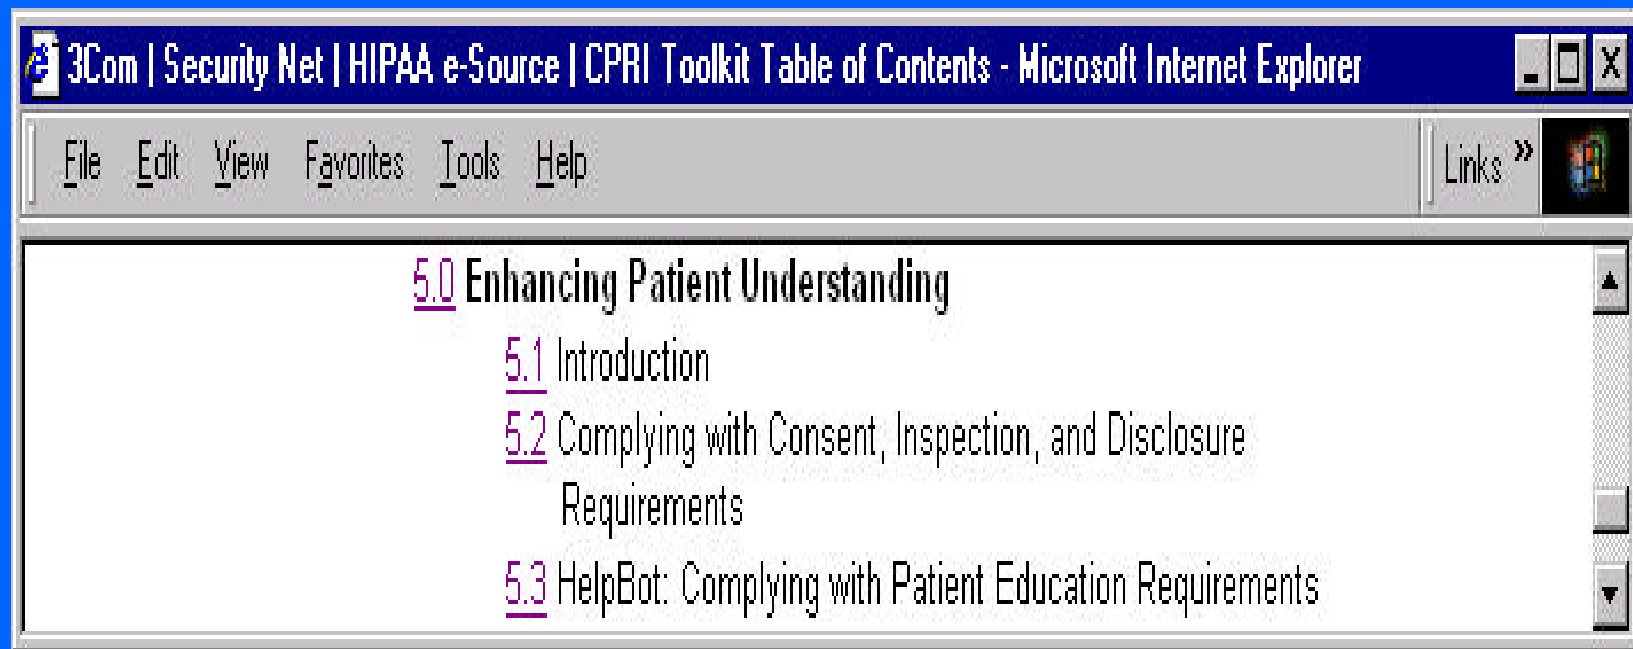 3Com | Security Net | HIPAA e-Source | CPRI Toolkit Table of Contents - Microsoft Internet Explorer
File Edit View Favorites Tools Help Links »
5.0 Enhancing Patient Understanding
5.1 Introduction
5.2 Complying with Consent, Inspection, and Disclosure
Requirements
5.3 HelpBot: Complying with Patient Education Requirements